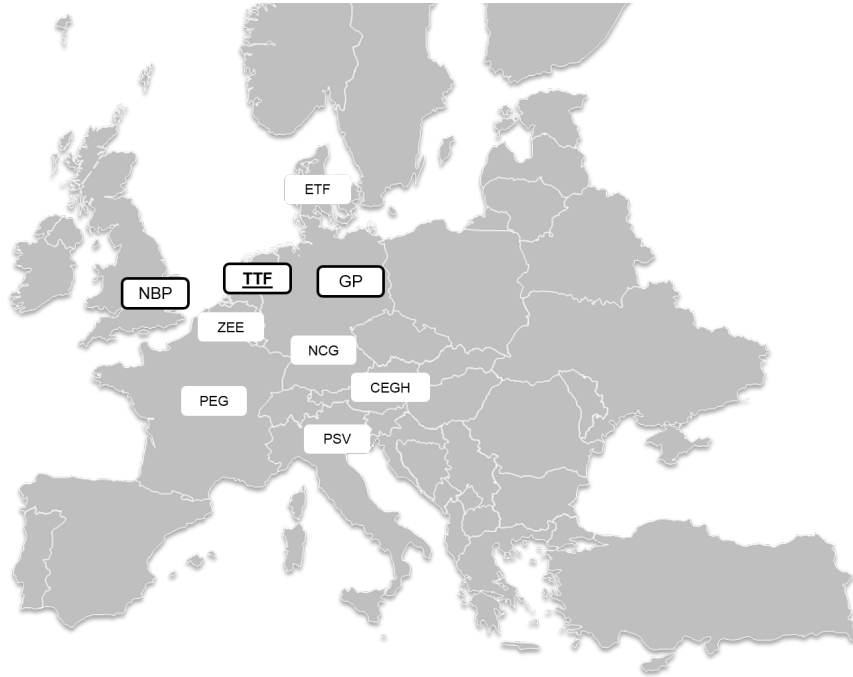 ETF
TTF
GP
NBP
ZEE
NCG
CEGH
PEG
PSV